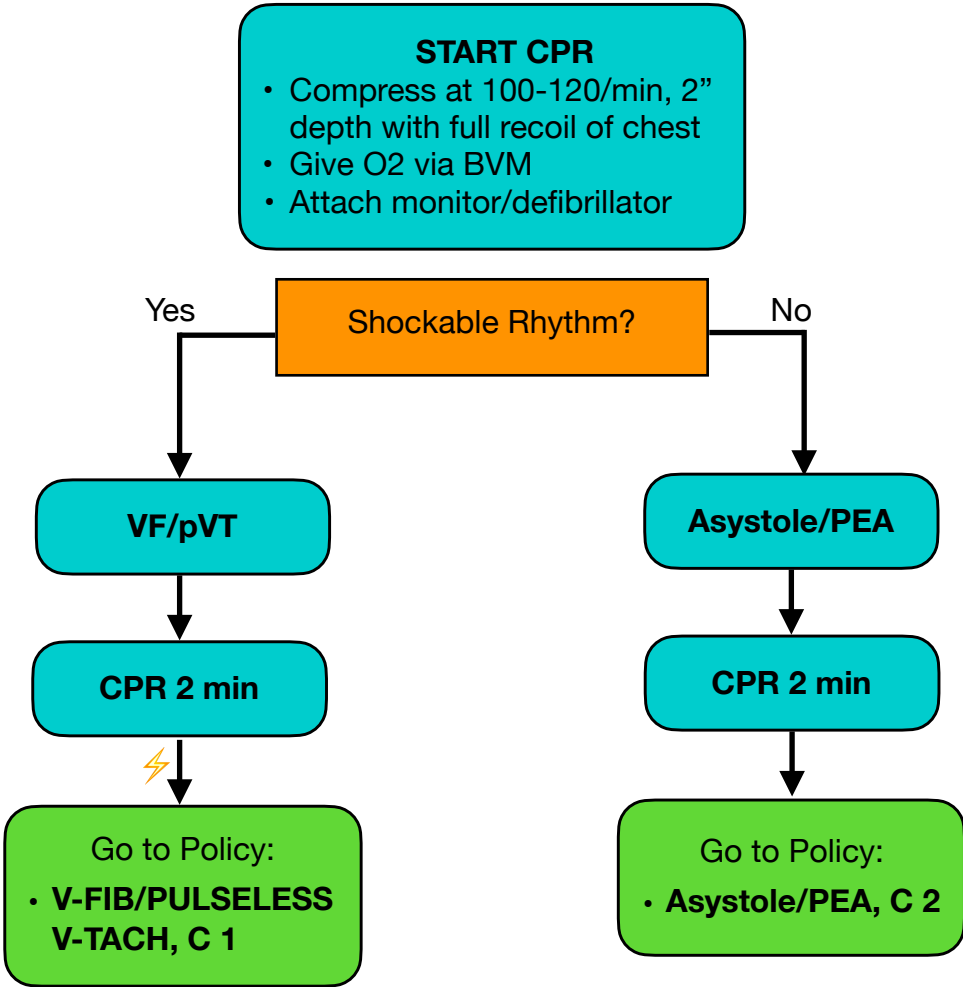 START CPR
• Compress at 100-120/min, 2”
depth with full recoil of chest
• Give O2 via BVM
• Attach monitor/defibrillator
Yes
Shockable Rhythm?
No
VF/pVT
Asystole/PEA
CPR 2 min
CPR 2 min
Go to Policy:
• V-FIB/PULSELESS
V-TACH, C 1
Go to Policy:
• Asystole/PEA, C 2